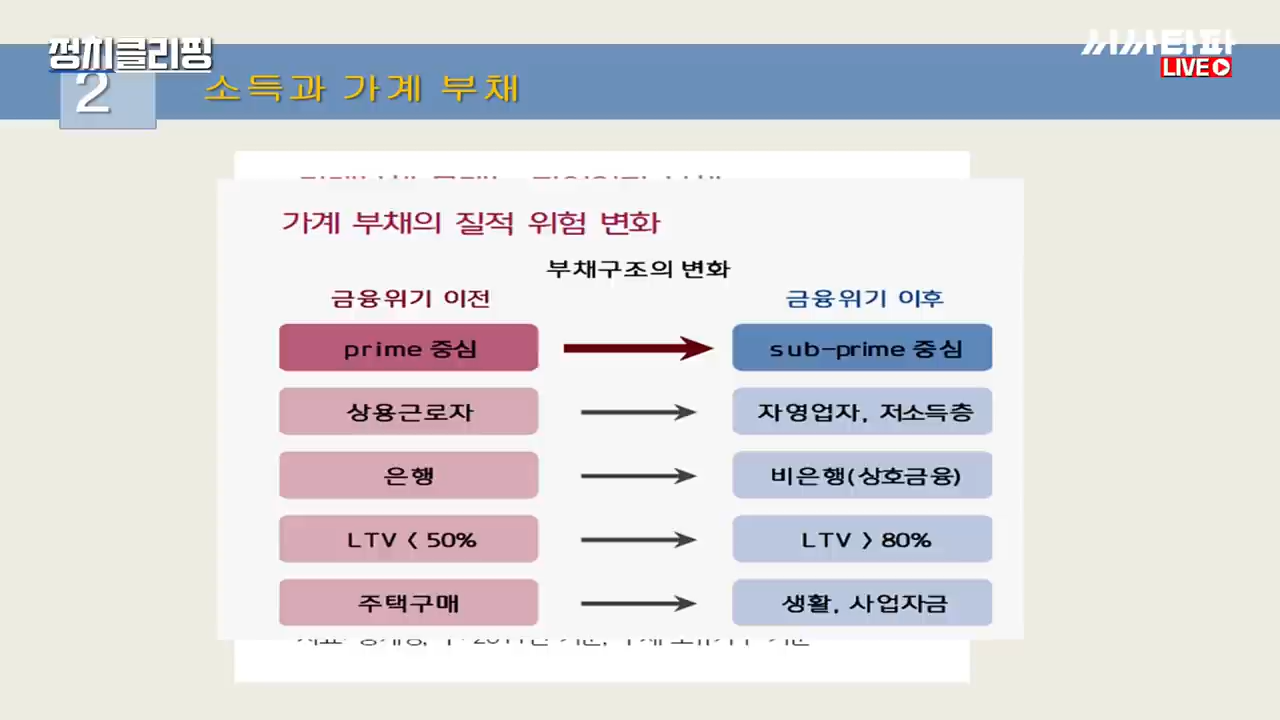 정치클리핑
시사타파
LIVE
2
소득과 가계 부채
가계 부채의 질적 위험 변화
부채구조의 변화
금융위기 이전
금융위기 이후
prime 중심
sub-prime 중심
상용근로자
자영업자, 저소득층
은행
비은행(상호금융)
LTV < 50%
LTV > 80%
주택구매
생활, 사업자금